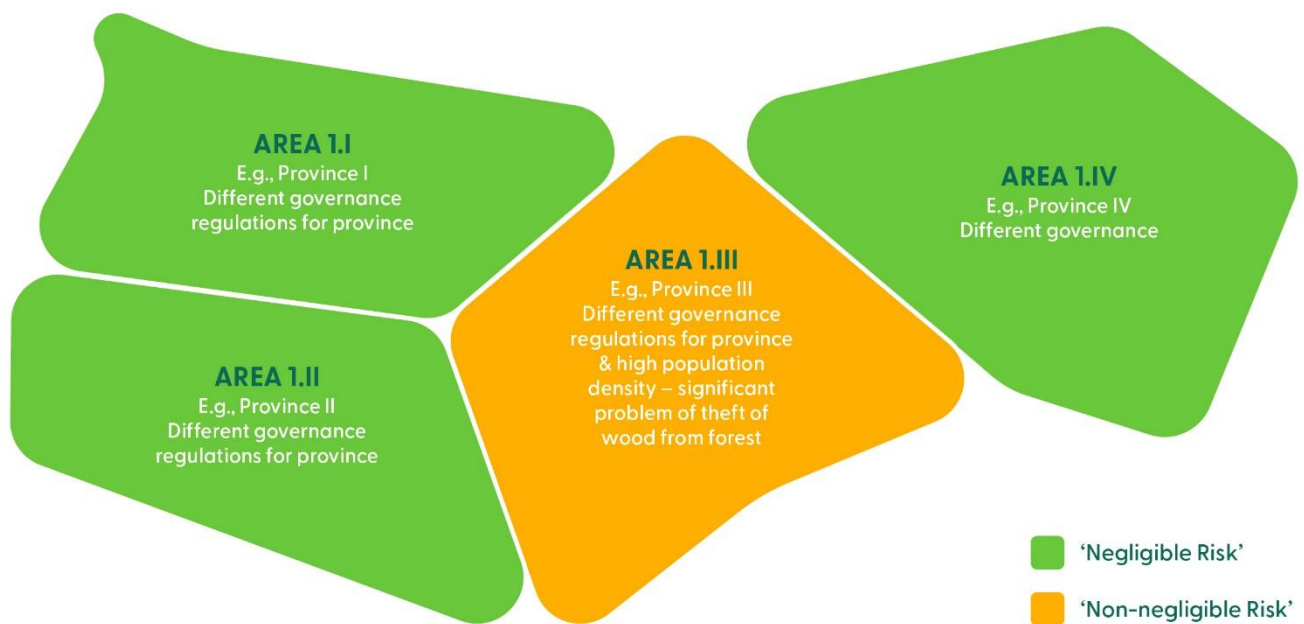 AREA 1.I
E.g., Province I
Different governance
regulations for province
AREA 1.IV
E.g., Province IV
Different governance
AREA 1.III
E.g., Province III
Different governance
regulations for province
& high population
density – significant
problem of theft of
wood from forest
AREA 1.II
E.g., Province II
Different governance
regulations for province
‘Negligible Risk’
‘Non-negligible Risk’